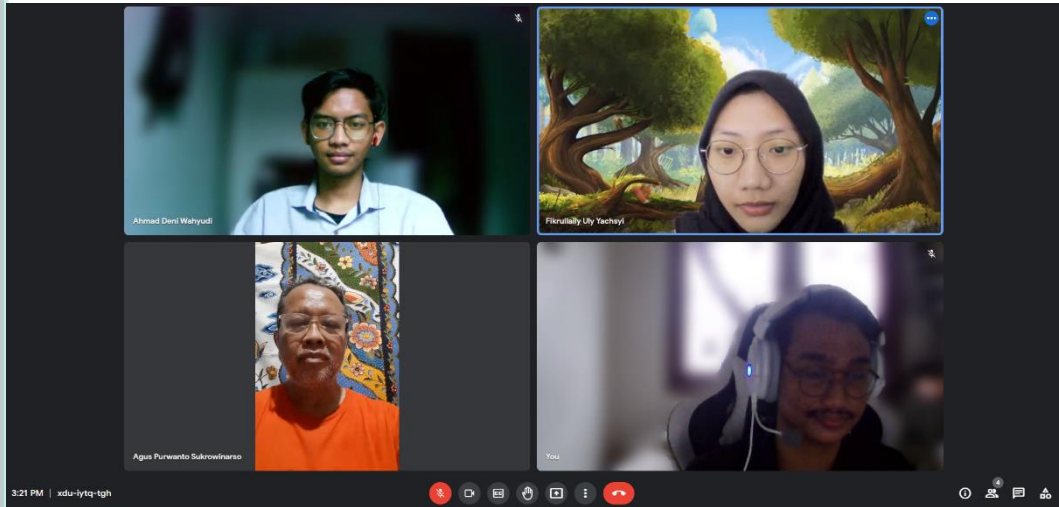 Ahmad Deni Wahyudi
Fikrullaily Uly Yachsyi
Agus Purwanto Sukrowinarso
You
3:21 PM | xdu-iytq-tgh
4